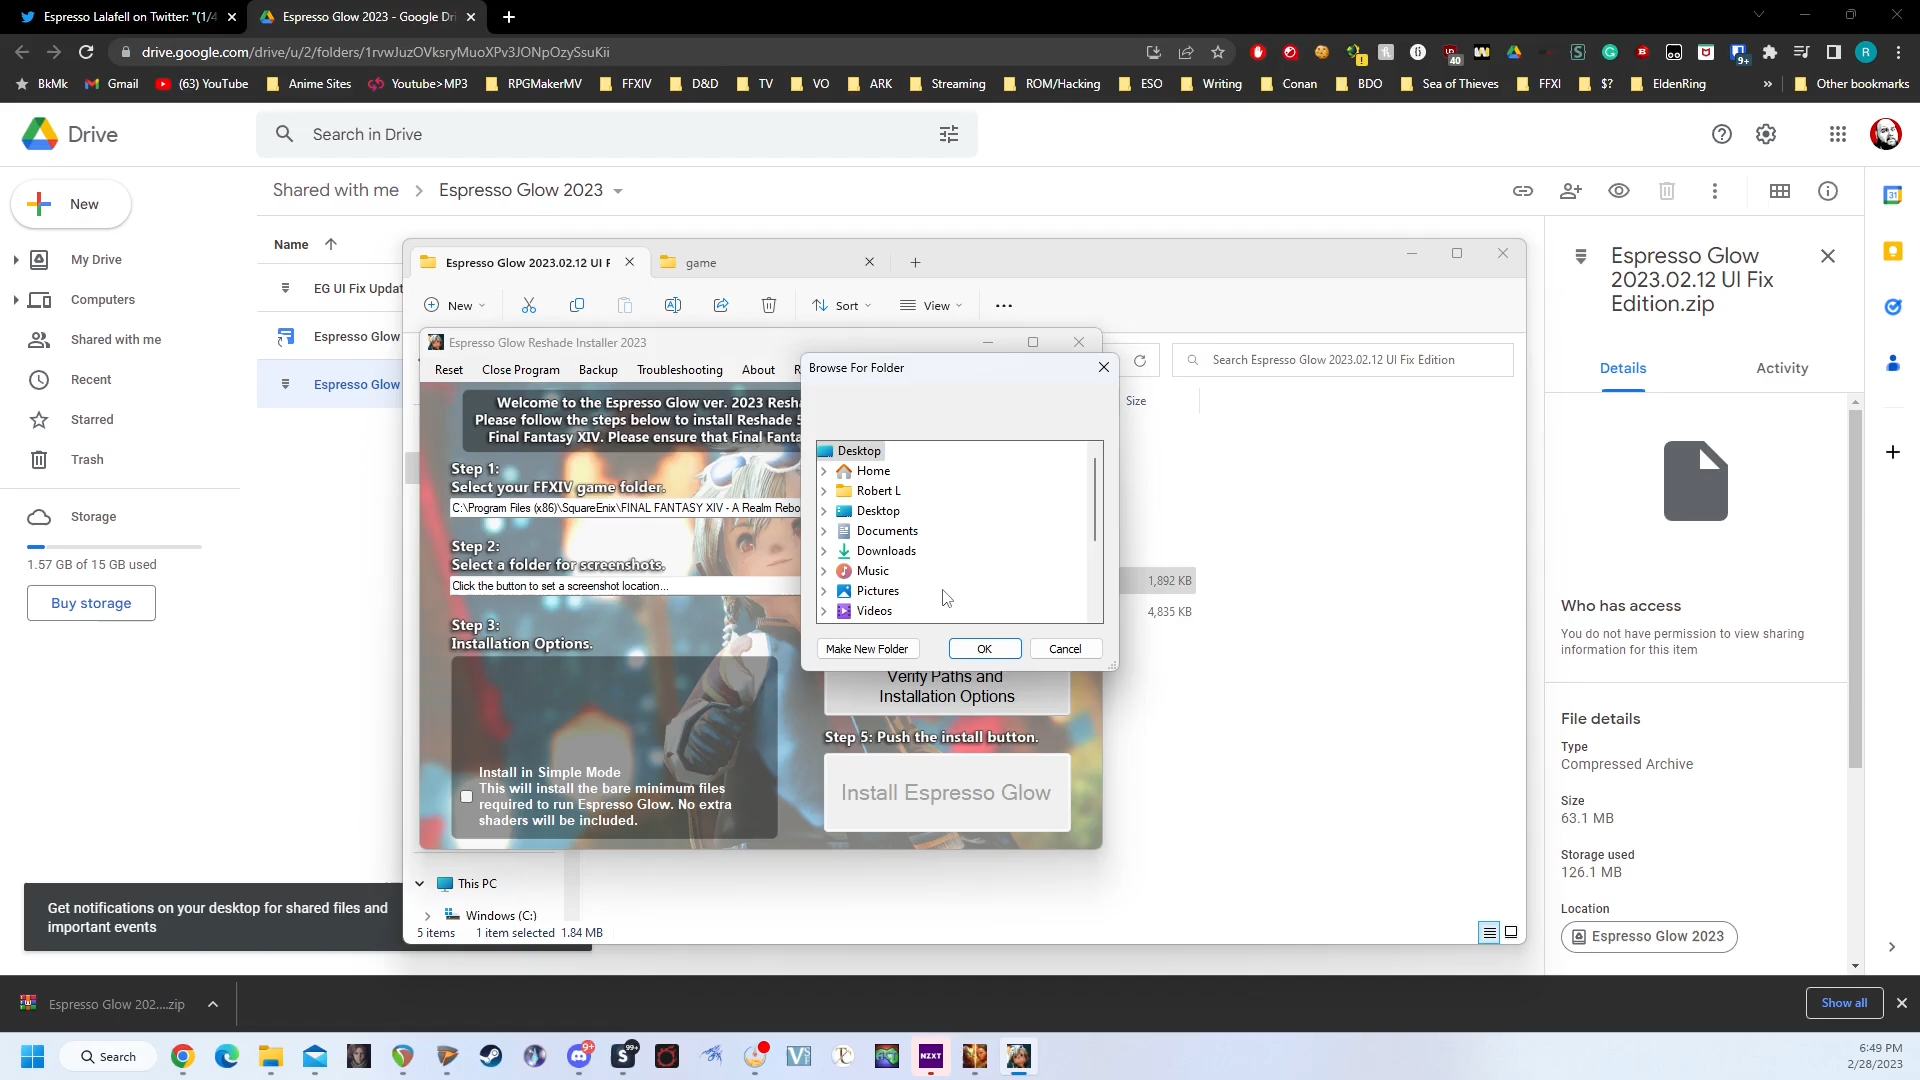 Espresso Lalafell on Twitter: "(1/4
Espresso Glow 2023 - Google Dri
drive.google.com/drive/u/2/folders/1rvwJuzOVksryMuoXPv3JONpOzySsuKii
40
9+
R
BkMk
Gmail
(63) YouTube
Anime Sites
Youtube>MP3
RPGMakerMV
FFXIV
D&D
TV
VO
ARK
Streaming
ROM/Hacking
ESO
Writing
Conan
BDO
Sea of Thieves
FFXI
$?
EldenRing
»
Other bookmarks
Drive
Search in Drive
New
Shared with me > Espresso Glow 2023
31
My Drive
Computers
Shared with me
Recent
Starred
Trash
Storage
1.57 GB of 15 GB used
Buy storage
Name
EG UI Fix Updat
Espresso Glow
Espresso Glow
Espresso Glow 2023.02.12 UI F
game
New
Sort
View
Search Espresso Glow 2023.02.12 UI Fix Edition
Size
1,892 KB
4,835 KB
Espresso Glow Reshade Installer 2023
Reset
Close Program
Backup
Troubleshooting
About
R
Welcome to the Espresso Glow ver. 2023 Resh
Please follow the steps below to install Reshade 5
Final Fantasy XIV. Please ensure that Final Fanta
Step 1:
Select your FFXIV game folder.
C:\Program Files (x86)\SquareEnix\FINAL FANTASY XIV - A Realm Rebo
Step 2:
Select a folder for screenshots.
Click the button to set a screenshot location...
Step 3:
Installation Options.
Install in Simple Mode
This will install the bare minimum files
required to run Espresso Glow. No extra
shaders will be included.
Browse For Folder
Desktop
Home
Robert L
Desktop
Documents
Downloads
Music
Pictures
Videos
Make New Folder
OK
Cancel
Verify Paths and
Installation Options
Step 5: Push the install button.
Install Espresso Glow
This PC
Windows (C:)
5 items
1 item selected 1.84 MB
Espresso Glow
2023.02.12 UI Fix
Edition.zip
Details
Activity
Who has access
You do not have permission to view sharing
information for this item
File details
Type
Compressed Archive
Size
63.1 MB
Storage used
126.1 MB
Location
Espresso Glow 2023
Get notifications on your desktop for shared files and
important events
Espresso Glow 202....zip
Show all
Search
9+
99+
NZXT
6:49 PM
2/28/2023